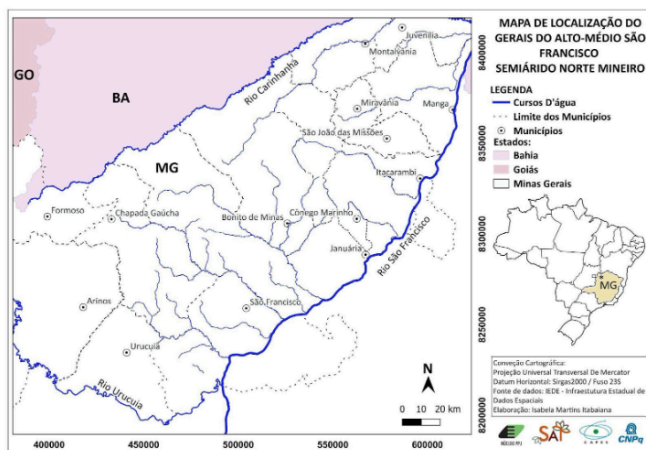 MAPA DE LOCALIZAÇÃO DO
GERAIS DO ALTO-MÉDIO SÃO
FRANCISCO
SEMIÁRIDO NORTE MINEIRO
LEGENDA
Cursos D'água
Limite dos Municípios
Municípios
Estados:
Bahia
Goiás
Minas Gerais
GO
BA
MG
Juvenília
Montalvânia
Rio Carinhanha
Miravânia
Manga
São João das Missões
Itacarambi
Formoso
Chapada Gaúcha
Bonito de Minas
Cônego Marinho
Januária
Rio São Francisco
Arinos
São Francisco
Urucuia
Rio Urucuia
N
0 10 20 km
400000
450000
500000
550000
600000
8400000
8350000
8300000
8250000
8200000
MG
Conveção Cartográfica:
Projeção Universal Transversal De Mercator
Datum Horizontal: Sirgas2000 / Fuso 23S
Fonte de dados: IEDE - Infraestutura Estadual de
Dados Espaciais
Elaboração: Isabela Martins Itabaiana
SAT
CAPES
CNPq